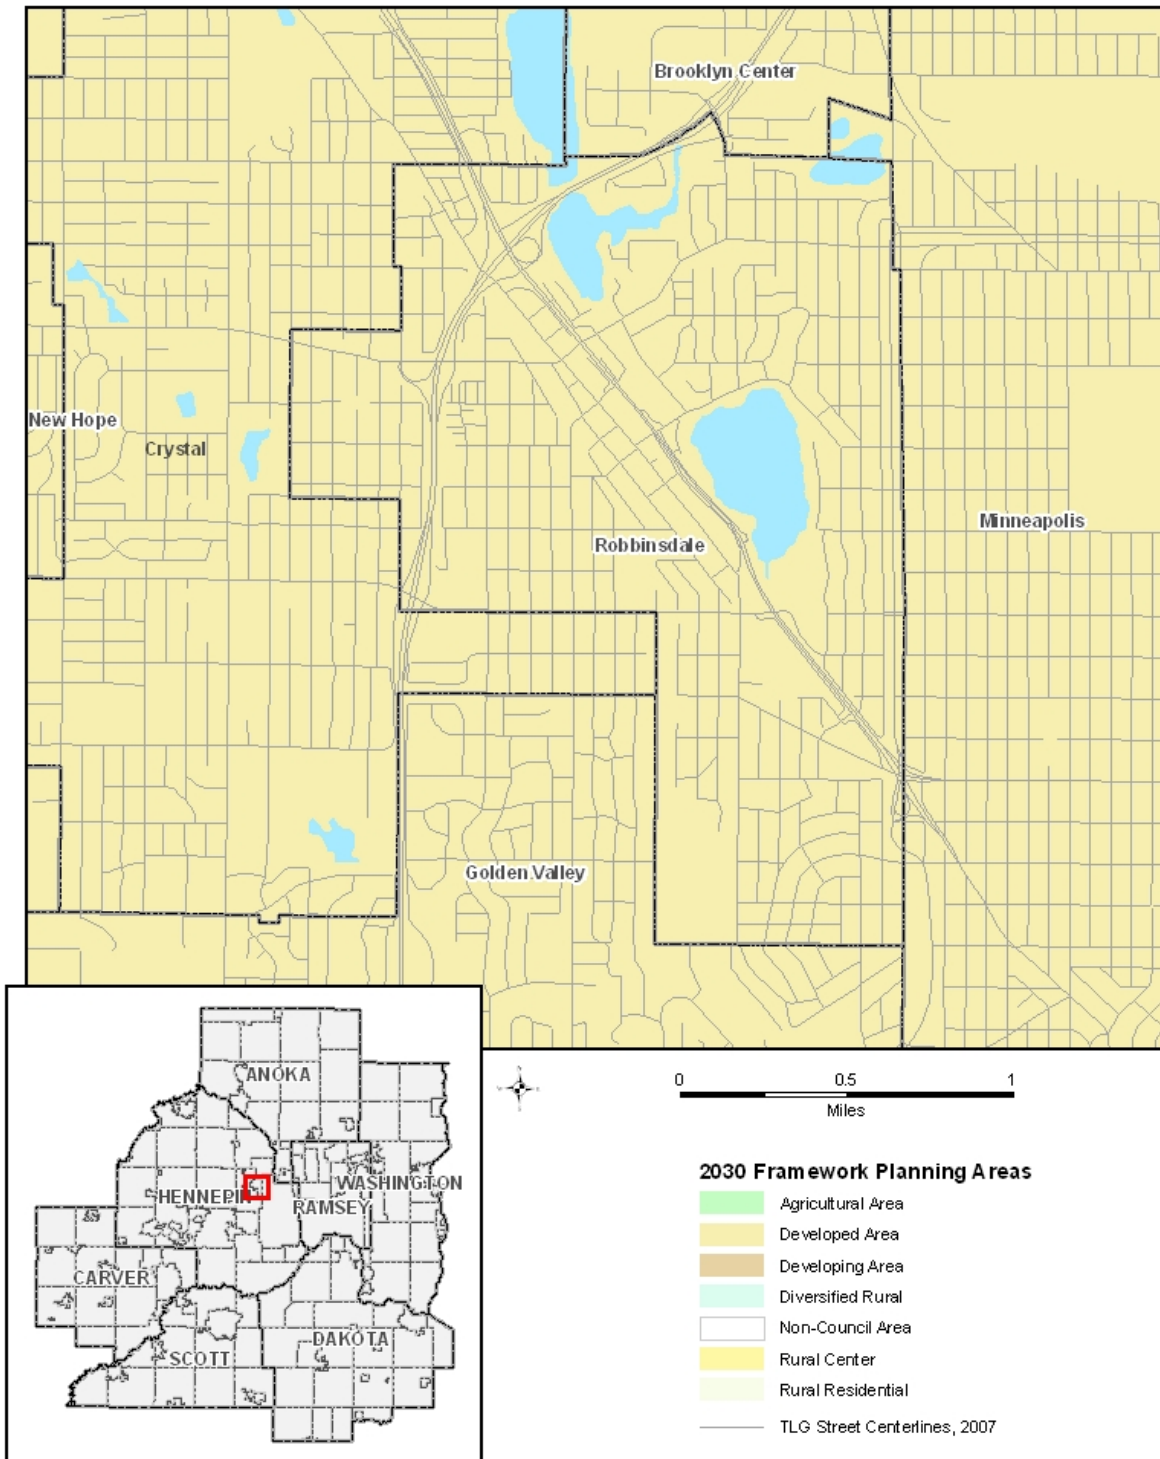 Brooklyn Center
New Hope
Crystal
Minneapolis
Robbinsdale
Golden Valley
ANOKA
HENNEPIN
WASHINGTON
RAMSEY
CARVER
DAKOTA
SCOTT
0 0.5 1
Miles
2030 Framework Planning Areas
Agricultural Area
Developed Area
Developing Area
Diversified Rural
Non-Council Area
Rural Center
Rural Residential
TLG Street Centerlines, 2007